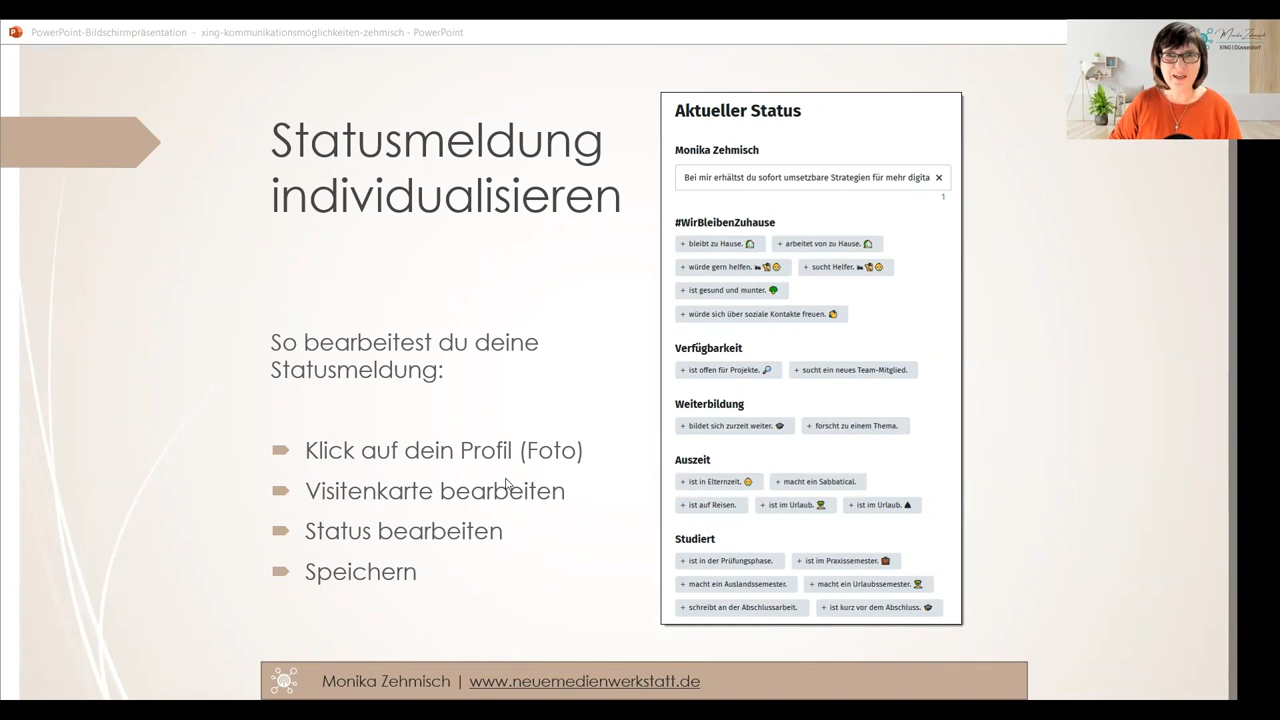 PowerPoint-Bildschirmpräsentation - xing-kommunikationsmöglichkeiten-zehmisch - PowerPoint
Monika Zehmisch
XING | Düsseldorf
Statusmeldung
individualisieren
So bearbeitest du deine
Statusmeldung:
Klick auf dein Profil (Foto)
Visitenkarte bearbeiten
Status bearbeiten
Speichern
Aktueller Status
Monika Zehmisch
Bei mir erhältst du sofort umsetzbare Strategien für mehr digita ✕
1
#WirBleibenZuhause
+ bleibt zu Hause. + arbeitet von zu Hause.
+ würde gern helfen. + sucht Helfer.
+ ist gesund und munter.
+ würde sich über soziale Kontakte freuen.
Verfügbarkeit
+ ist offen für Projekte. + sucht ein neues Team-Mitglied.
Weiterbildung
+ bildet sich zurzeit weiter. + forscht zu einem Thema.
Auszeit
+ ist in Elternzeit. + macht ein Sabbatical.
+ ist auf Reisen. + ist im Urlaub. + ist im Urlaub.
Studiert
+ ist in der Prüfungsphase. + ist im Praxissemester.
+ macht ein Auslandssemester. + macht ein Urlaubssemester.
+ schreibt an der Abschlussarbeit. + ist kurz vor dem Abschluss.
Monika Zehmisch | www.neuemedienwerkstatt.de